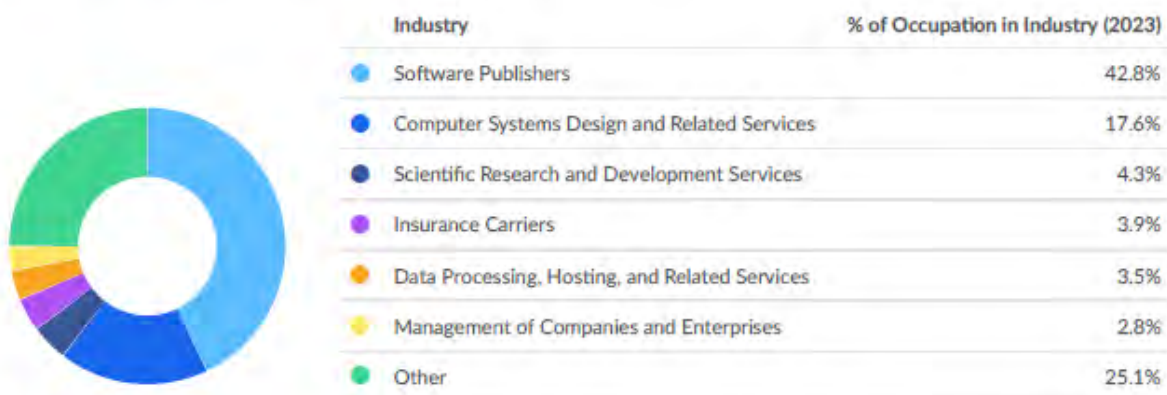 Industry % of Occupation in Industry (2023)
Software Publishers 42.8%
Computer Systems Design and Related Services 17.6%
Scientific Research and Development Services 4.3%
Insurance Carriers 3.9%
Data Processing, Hosting, and Related Services 3.5%
Management of Companies and Enterprises 2.8%
Other 25.1%